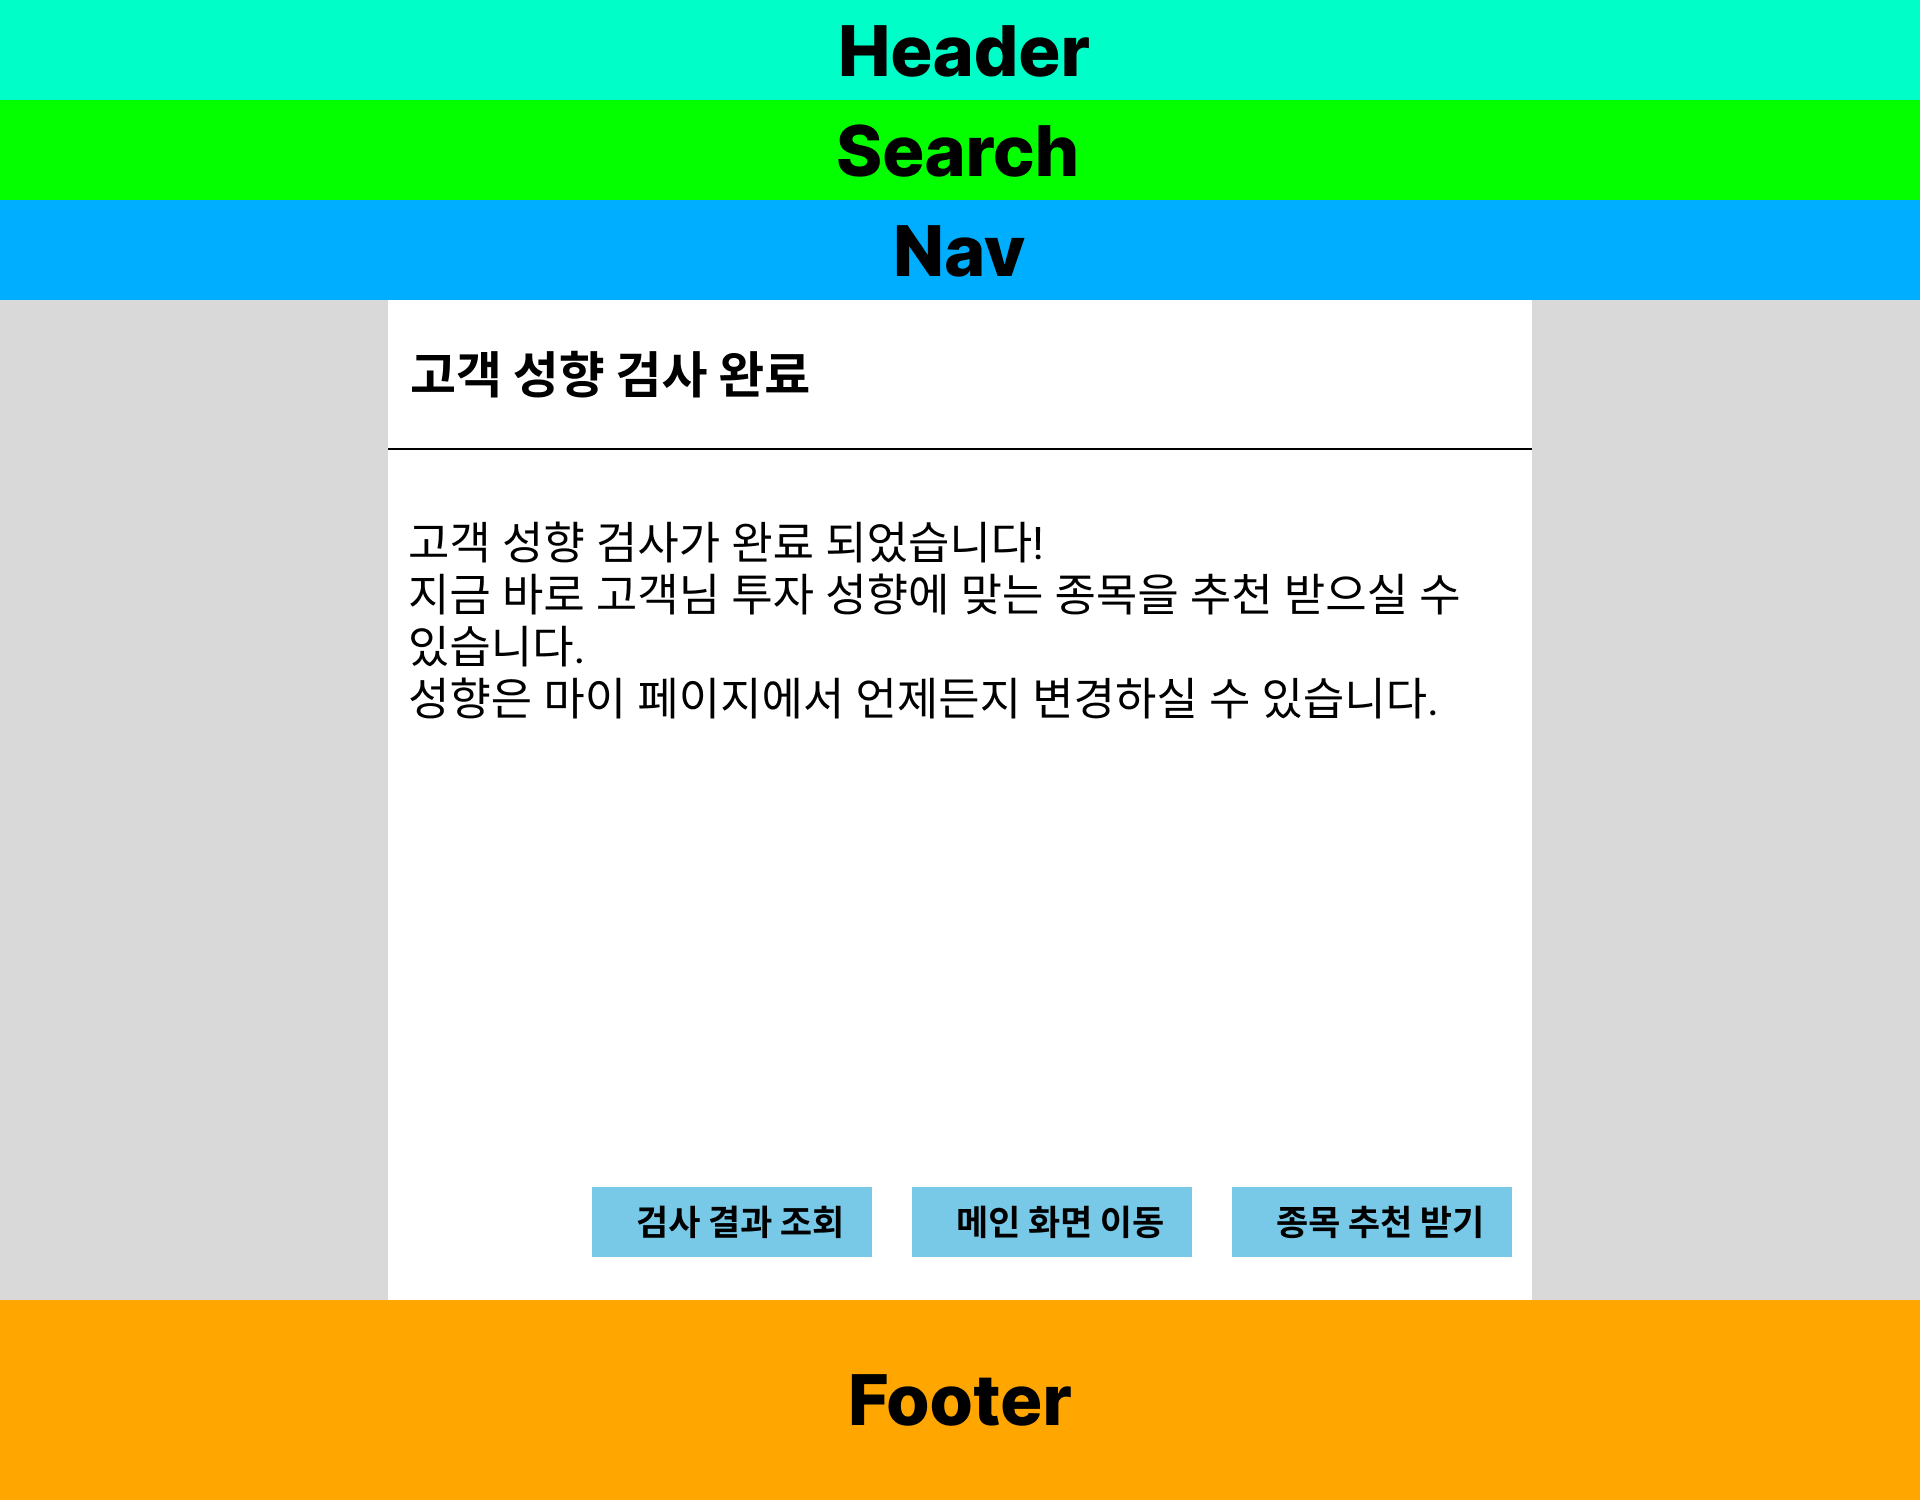 Header
Search
Nav
고객 성향 검사 완료
고객 성향 검사가 완료 되었습니다!
지금 바로 고객님 투자 성향에 맞는 종목을 추천 받으실 수
있습니다.
성향은 마이 페이지에서 언제든지 변경하실 수 있습니다.
검사 결과 조회
메인 화면 이동
종목 추천 받기
Footer